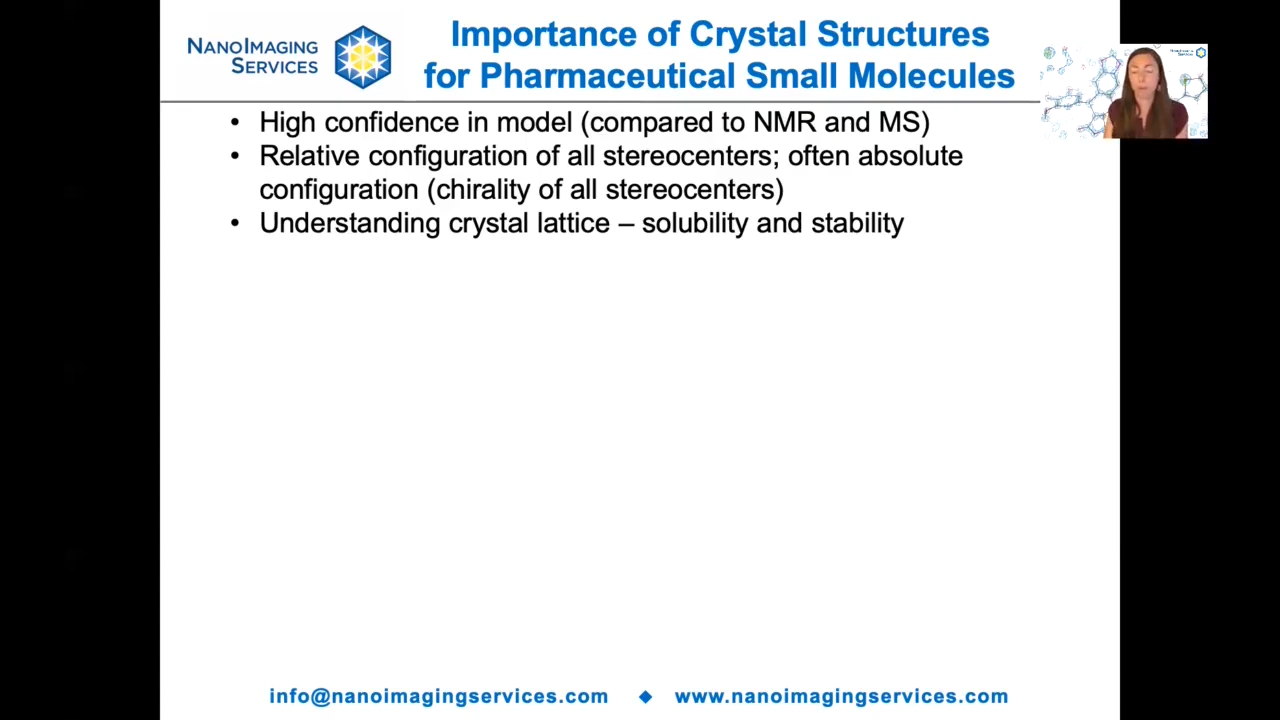 NANOIMAGING
SERVICES
Importance of Crystal Structures
for Pharmaceutical Small Molecules
• High confidence in model (compared to NMR and MS)
• Relative configuration of all stereocenters; often absolute
configuration (chirality of all stereocenters)
• Understanding crystal lattice – solubility and stability
info@nanoimagingservices.com ◆ www.nanoimagingservices.com